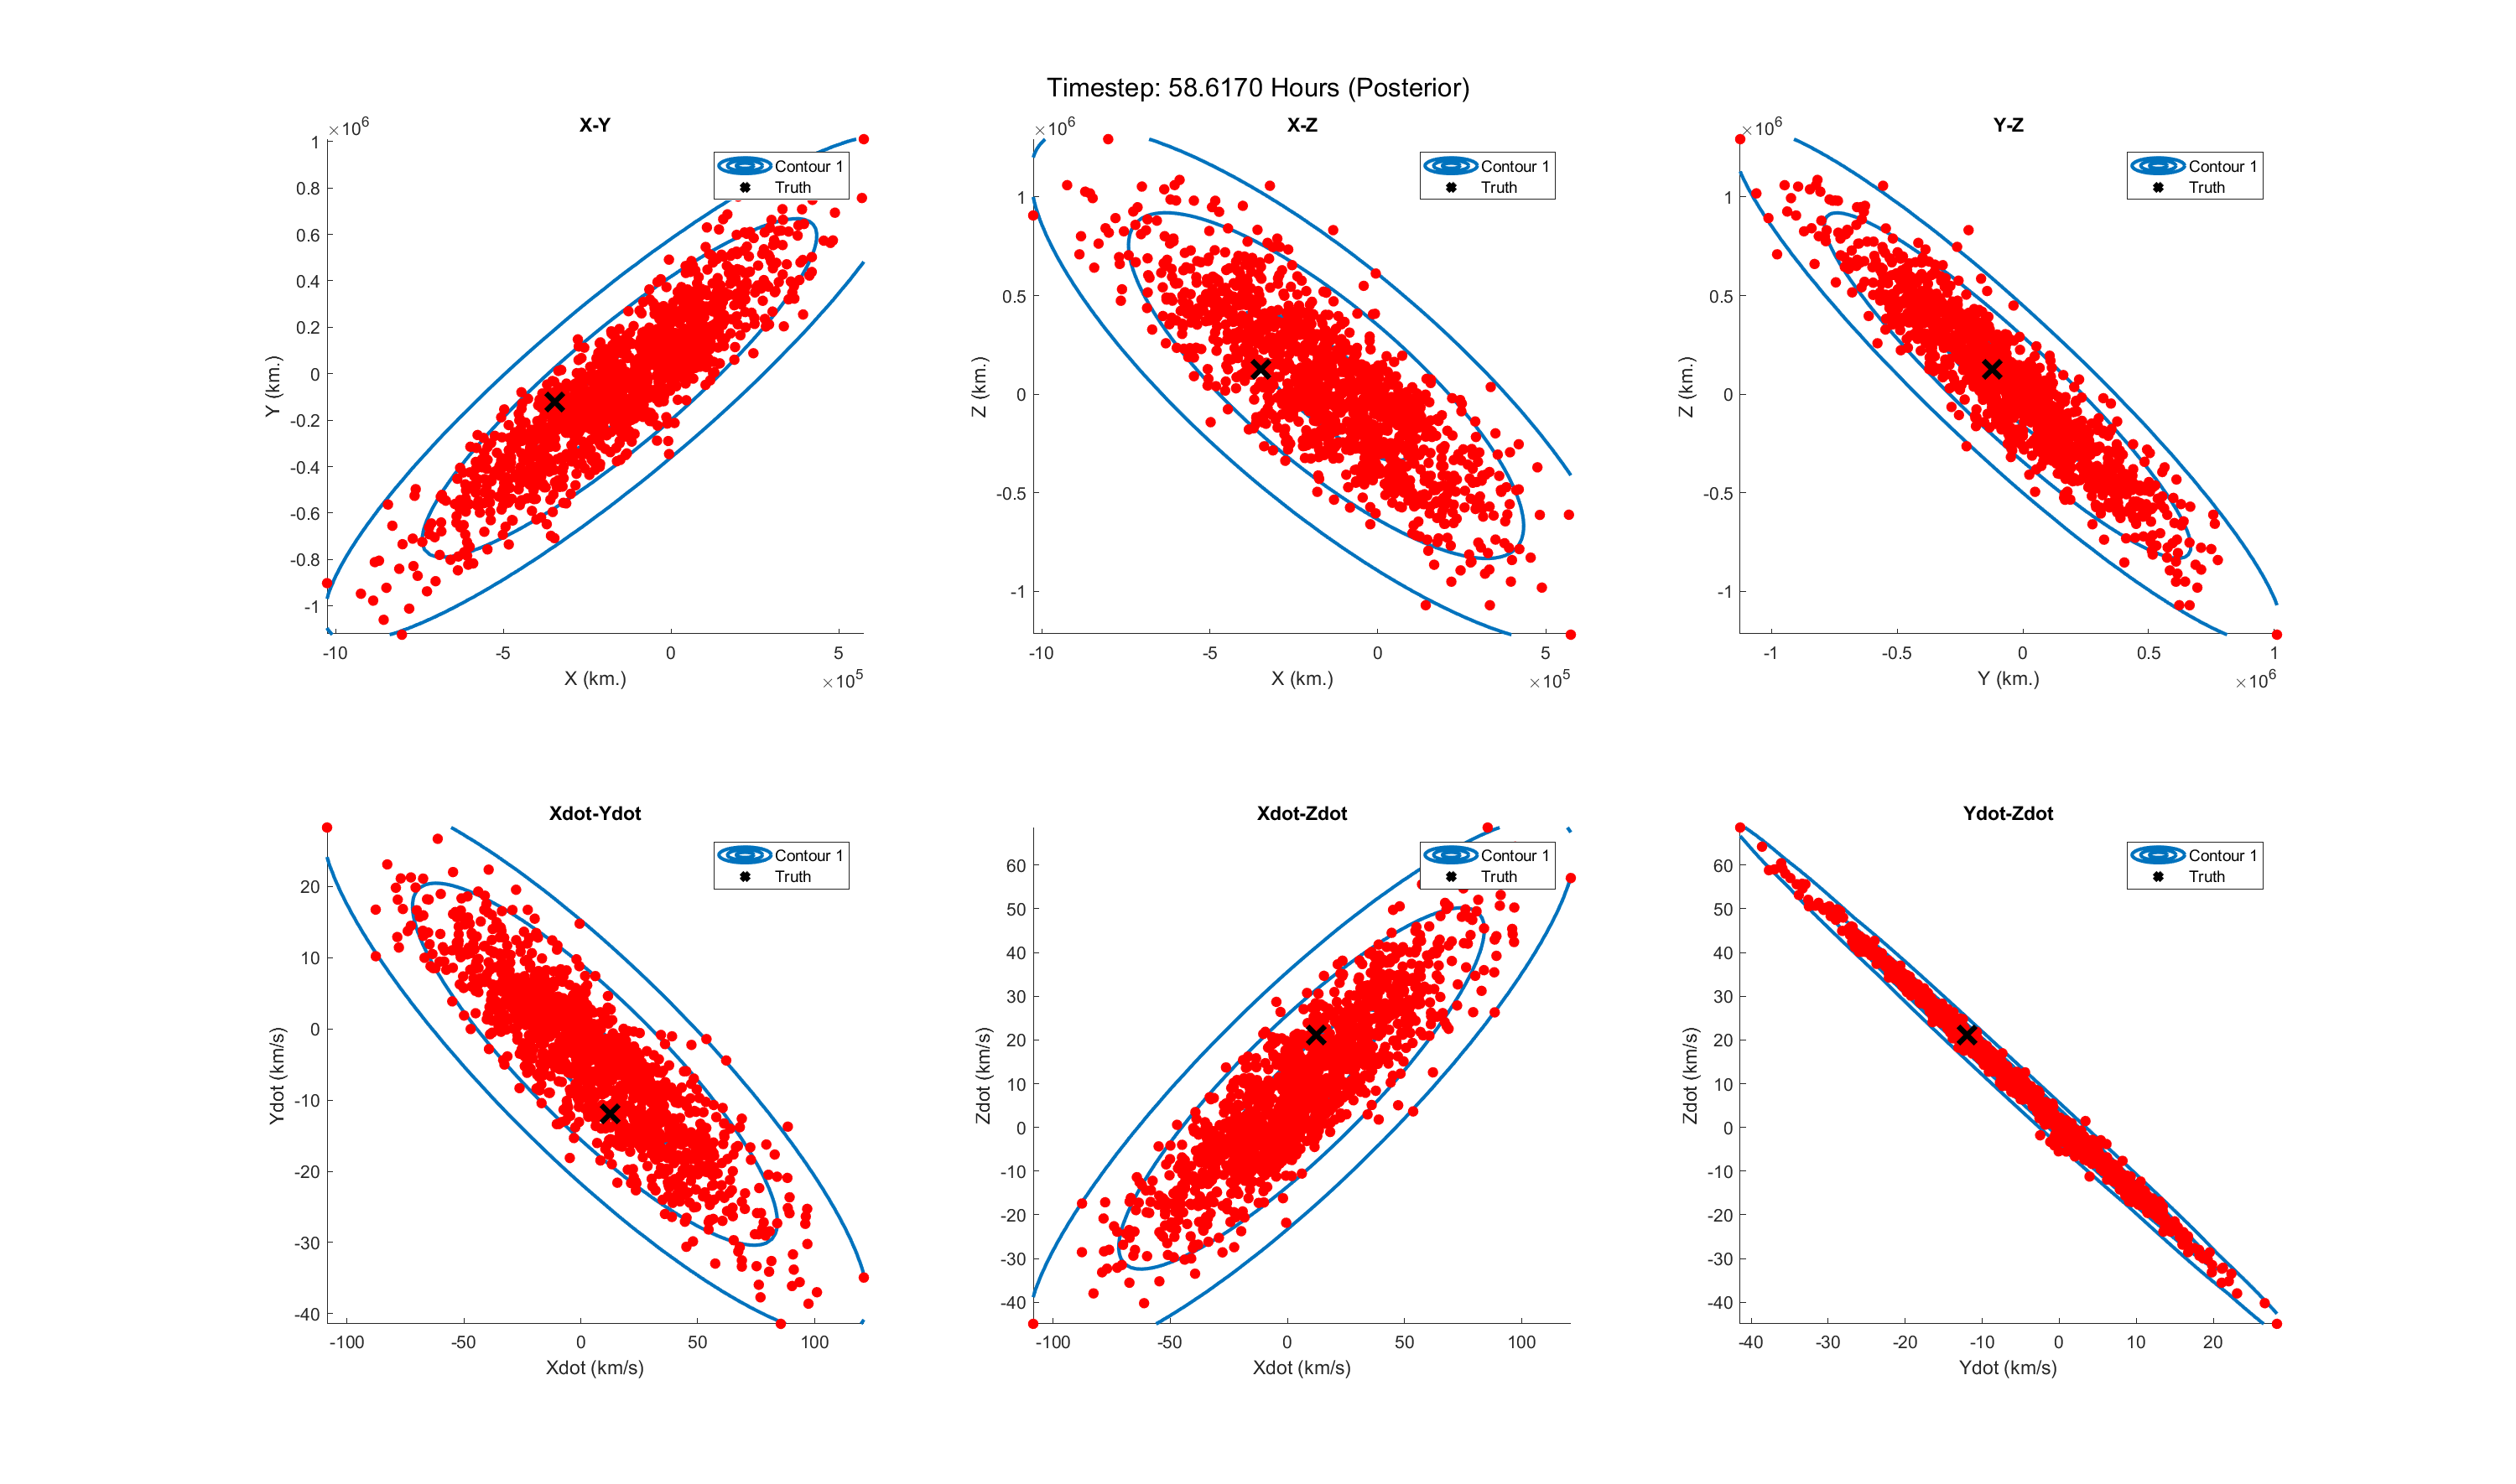 Timestep: 58.6170 Hours (Posterior)
X-Y
×10^6
1
0.8
0.6
0.4
0.2
0
-0.2
-0.4
-0.6
-0.8
-1
Y (km.)
-10 -5 0 5
X (km.)
×10^5
Contour 1
Truth
X-Z
×10^6
1
0.5
0
-0.5
-1
Z (km.)
-10 -5 0 5
X (km.)
×10^5
Contour 1
Truth
Y-Z
×10^6
1
0.5
0
-0.5
-1
Z (km.)
-1 -0.5 0 0.5 1
Y (km.)
×10^6
Contour 1
Truth
Xdot-Ydot
20
10
0
-10
-20
-30
-40
Ydot (km/s)
-100 -50 0 50 100
Xdot (km/s)
Contour 1
Truth
Xdot-Zdot
60
50
40
30
20
10
0
-10
-20
-30
-40
Zdot (km/s)
-100 -50 0 50 100
Xdot (km/s)
Contour 1
Truth
Ydot-Zdot
60
50
40
30
20
10
0
-10
-20
-30
-40
Zdot (km/s)
-40 -30 -20 -10 0 10 20
Ydot (km/s)
Contour 1
Truth